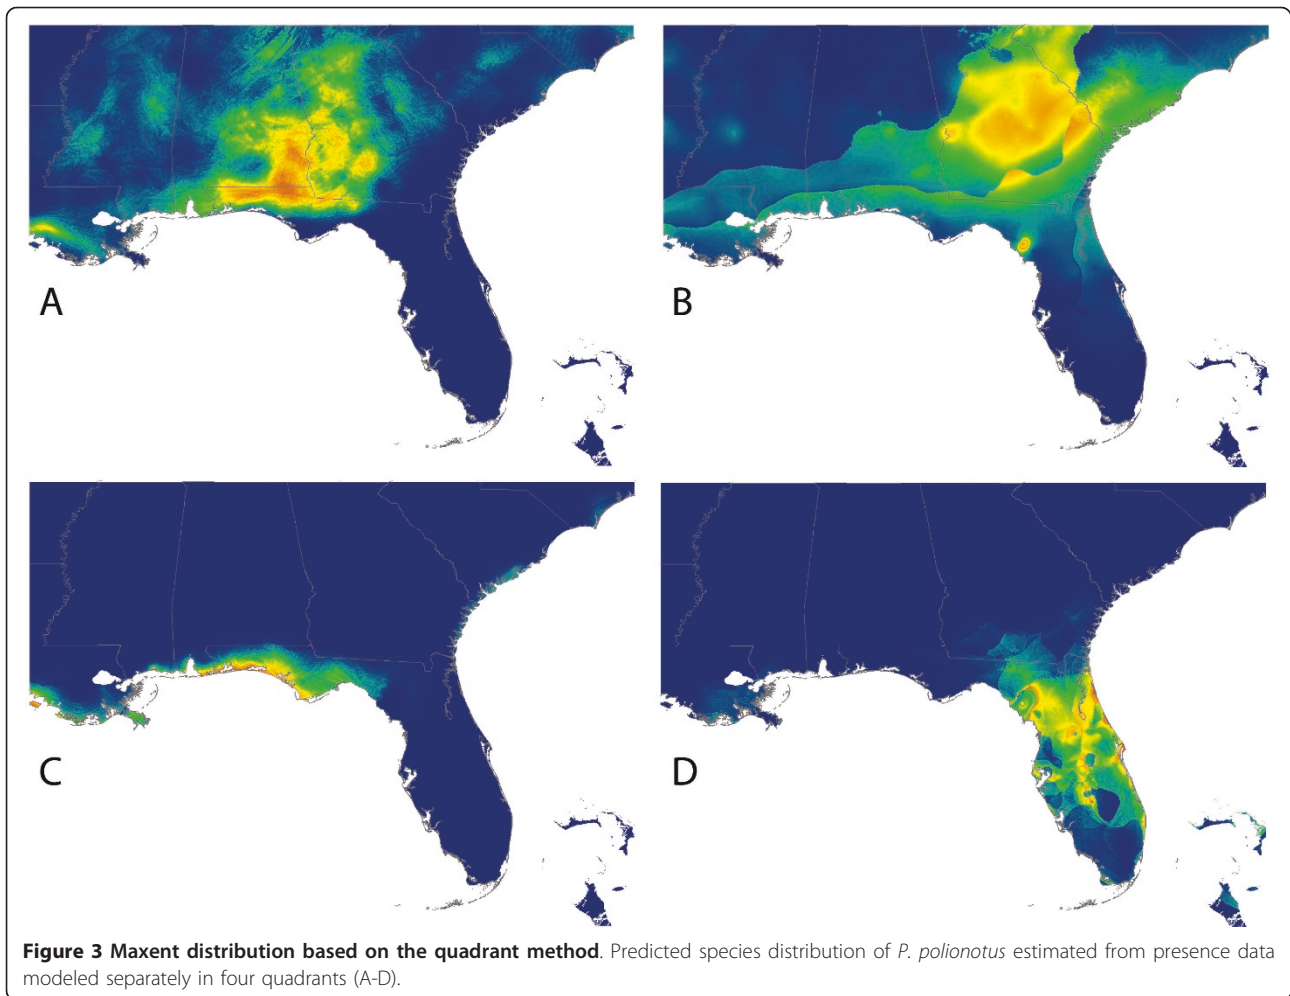 A
B
C
D
Figure 3 Maxent distribution based on the quadrant method. Predicted species distribution of P. polionotus estimated from presence data
modeled separately in four quadrants (A-D).